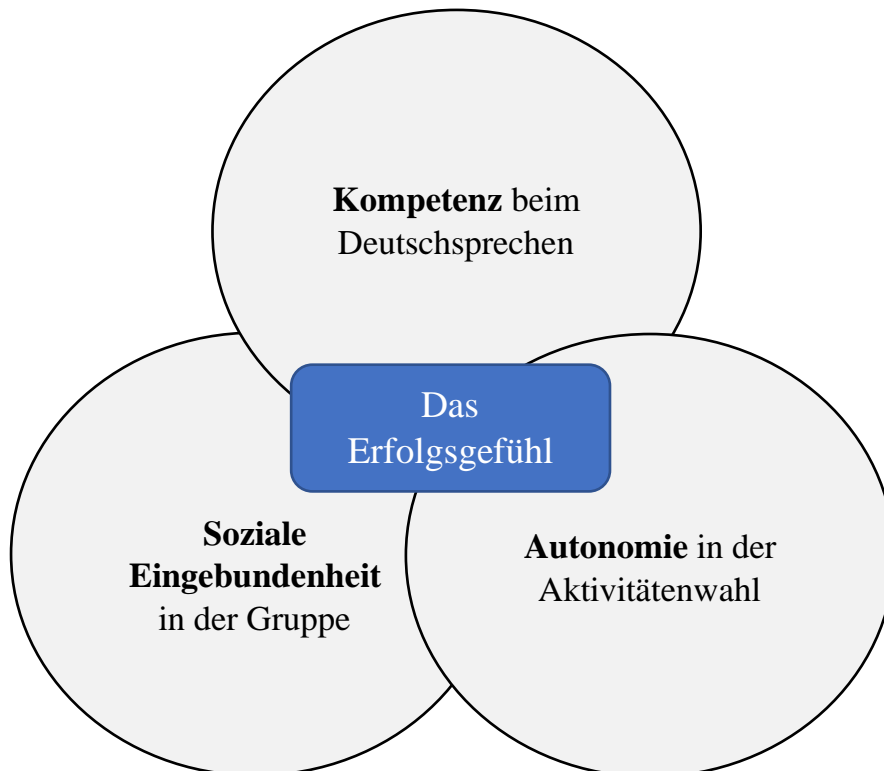 Kompetenz beim
Deutschsprechen
Das
Erfolgsgefühl
Soziale
Eingebundenheit
in der Gruppe
Autonomie in der
Aktivitätenwahl